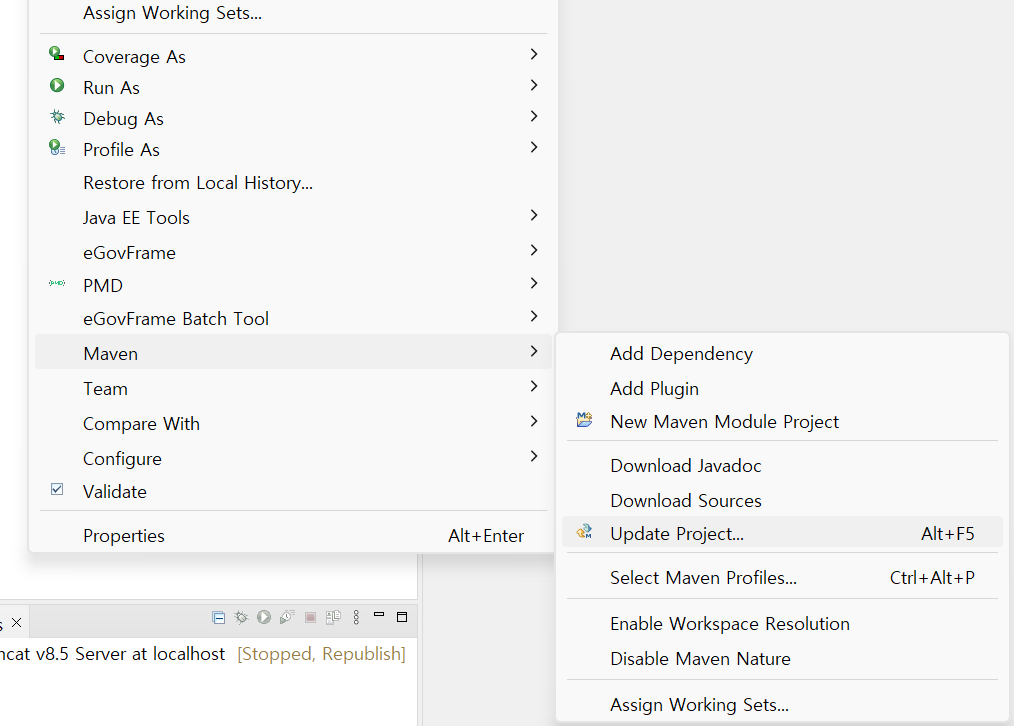 Assign Working Sets...
Coverage As
Run As
Debug As
Profile As
Restore from Local History...
Java EE Tools
eGovFrame
PMD
eGovFrame Batch Tool
Maven
Team
Compare With
Configure
Validate
Properties Alt+Enter
Add Dependency
Add Plugin
New Maven Module Project
Download Javadoc
Download Sources
Update Project... Alt+F5
Select Maven Profiles... Ctrl+Alt+P
Enable Workspace Resolution
Disable Maven Nature
Assign Working Sets...
ncat v8.5 Server at localhost [Stopped, Republish]